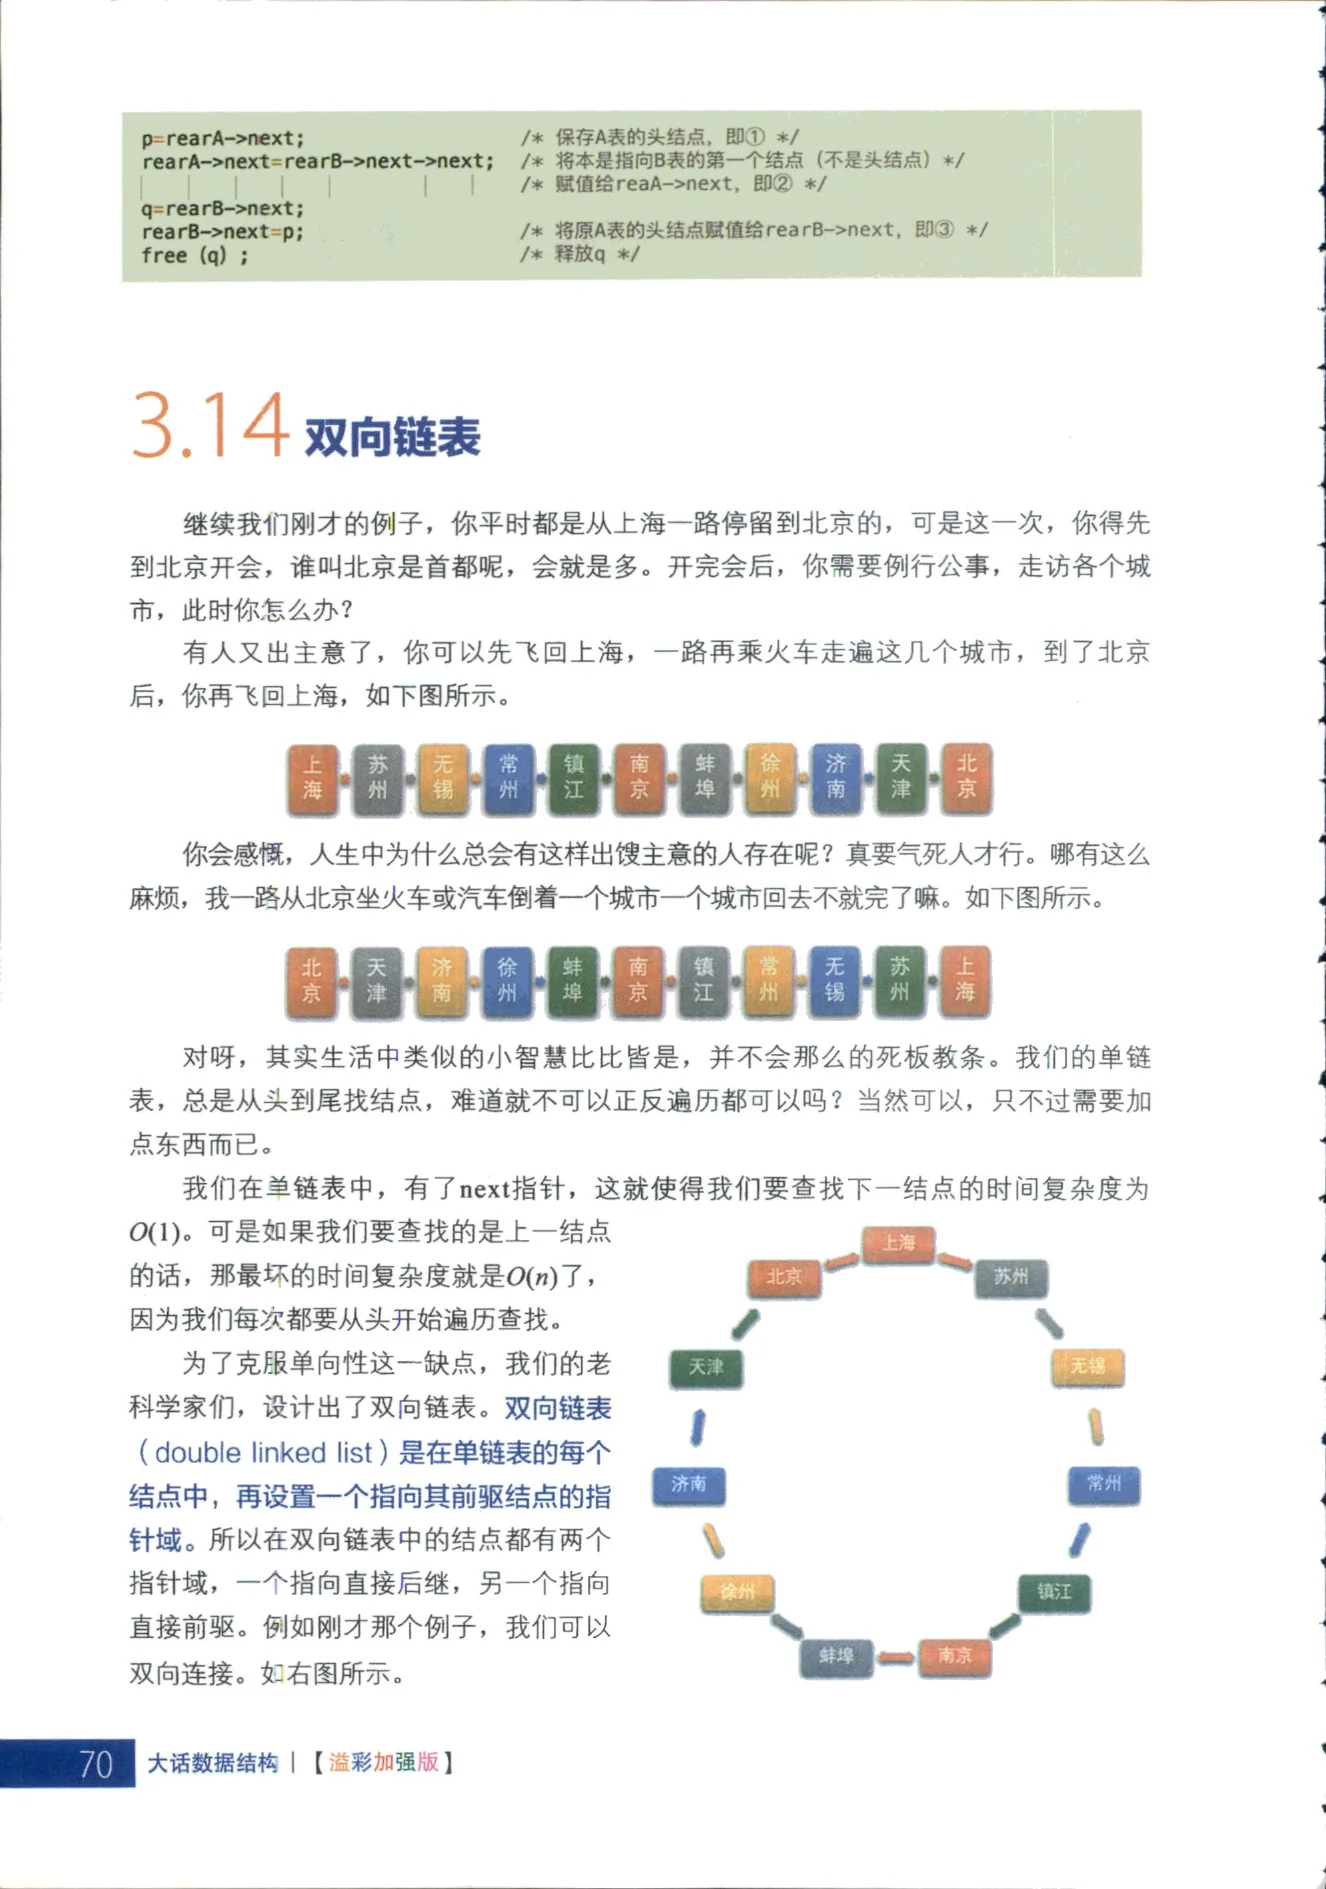 p=rearA->next; /* 保存A表的头结点，即① */
rearA->next=rearB->next->next; /* 将本是指向B表的第一个结点（不是头结点）*/
/* 赋值给reaA->next，即② */
q=rearB->next;
rearB->next=p; /* 将原A表的头结点赋值给rearB->next，即③ */
free（q）; /* 释放q */
3.14 双向链表
继续我们刚才的例子，你平时都是从上海一路停留到北京的，可是这一次，你得先
到北京开会，谁叫北京是首都呢，会就是多。开完会后，你需要例行公事，走访各个城
市，此时你怎么办？
有人又出主意了，你可以先飞回上海，一路再乘火车走遍这几个城市，到了北京
后，你再飞回上海，如下图所示。
上海 苏州 无锡 常州 镇江 南京 蚌埠 徐州 济南 天津 北京
你会感慨，人生中为什么总会有这样出馊主意的人存在呢？真要气死人才行。哪有这么
麻烦，我一路从北京坐火车或汽车倒着一个城市一个城市回去不就完了嘛。如下图所示。
北京 天津 济南 徐州 蚌埠 南京 镇江 常州 无锡 苏州 上海
对呀，其实生活中类似的小智慧比比皆是，并不会那么的死板教条。我们的单链
表，总是从头到尾找结点，难道就不可以正反遍历都可以吗？当然可以，只不过需要加
点东西而已。
我们在单链表中，有了next指针，这就使得我们要查找下一结点的时间复杂度为
O(1)。可是如果我们要查找的是上一结点
的话，那最坏的时间复杂度就是O(n)了，
因为我们每次都要从头开始遍历查找。
为了克服单向性这一缺点，我们的老
科学家们，设计出了双向链表。双向链表
（double linked list）是在单链表的每个
结点中，再设置一个指向其前驱结点的指
针域。所以在双向链表中的结点都有两个
指针域，一个指向直接后继，另一个指向
直接前驱。例如刚才那个例子，我们可以
双向连接。如右图所示。
上海
北京
苏州
天津
无锡
济南
常州
徐州
镇江
蚌埠
南京
70 大话数据结构 | 【溢彩加强版】